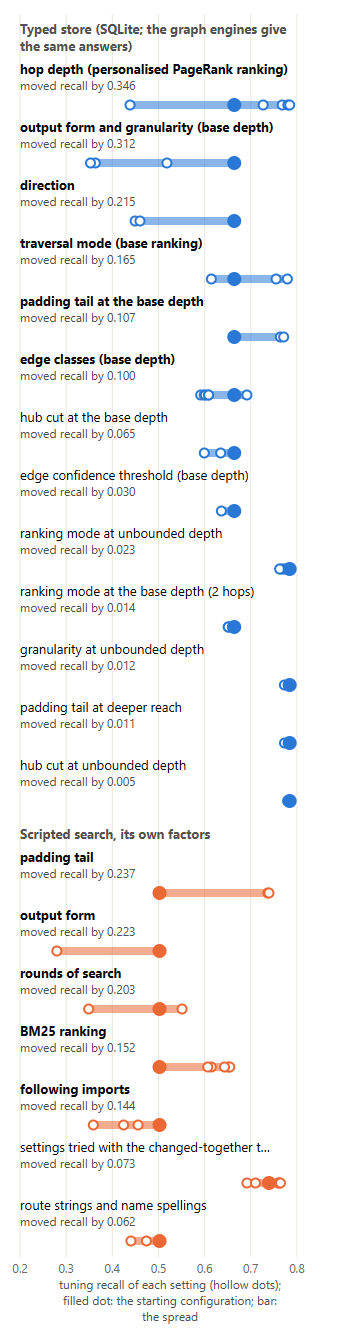 Typed store (SQLite; the graph engines give
the same answers)
hop depth (personalised PageRank ranking)
moved recall by 0.346
output form and granularity (base depth)
moved recall by 0.312
direction
moved recall by 0.215
traversal mode (base ranking)
moved recall by 0.165
padding tail at the base depth
moved recall by 0.107
edge classes (base depth)
moved recall by 0.100
hub cut at the base depth
moved recall by 0.065
edge confidence threshold (base depth)
moved recall by 0.030
ranking mode at unbounded depth
moved recall by 0.023
ranking mode at the base depth (2 hops)
moved recall by 0.014
granularity at unbounded depth
moved recall by 0.012
padding tail at deeper reach
moved recall by 0.011
hub cut at unbounded depth
moved recall by 0.005
Scripted search, its own factors
padding tail
moved recall by 0.237
output form
moved recall by 0.223
rounds of search
moved recall by 0.203
BM25 ranking
moved recall by 0.152
following imports
moved recall by 0.144
settings tried with the changed-together t...
moved recall by 0.073
route strings and name spellings
moved recall by 0.062
0.2 0.3 0.4 0.5 0.6 0.7 0.8
tuning recall of each setting (hollow dots);
filled dot: the starting configuration; bar:
the spread